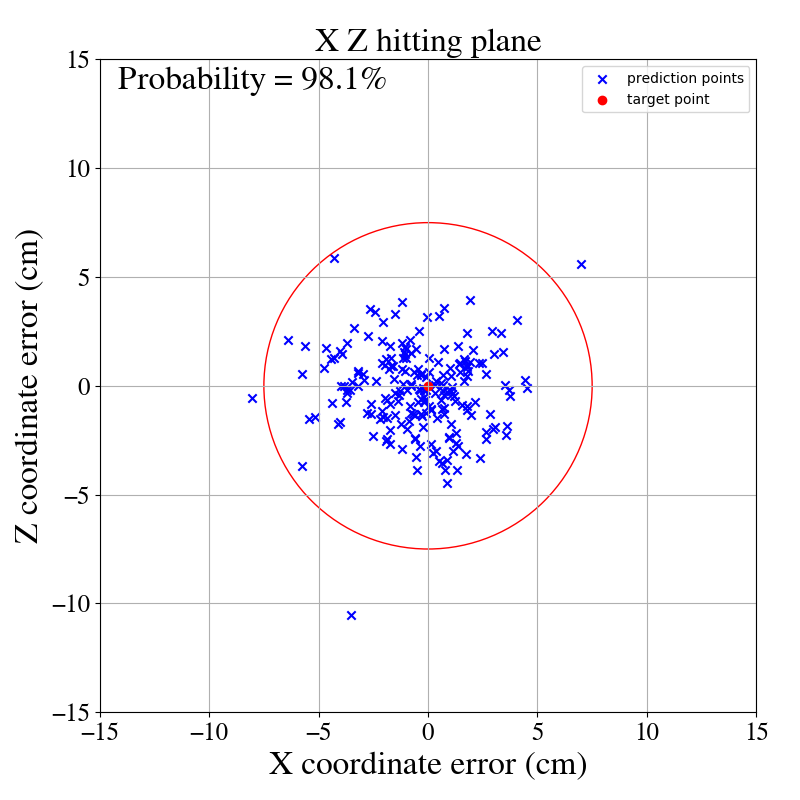 X Z hitting plane
Probability = 98.1%
prediction points
target point
15
10
5
0
−5
−10
−15
Z coordinate error (cm)
−15 −10 −5 0 5 10 15
X coordinate error (cm)